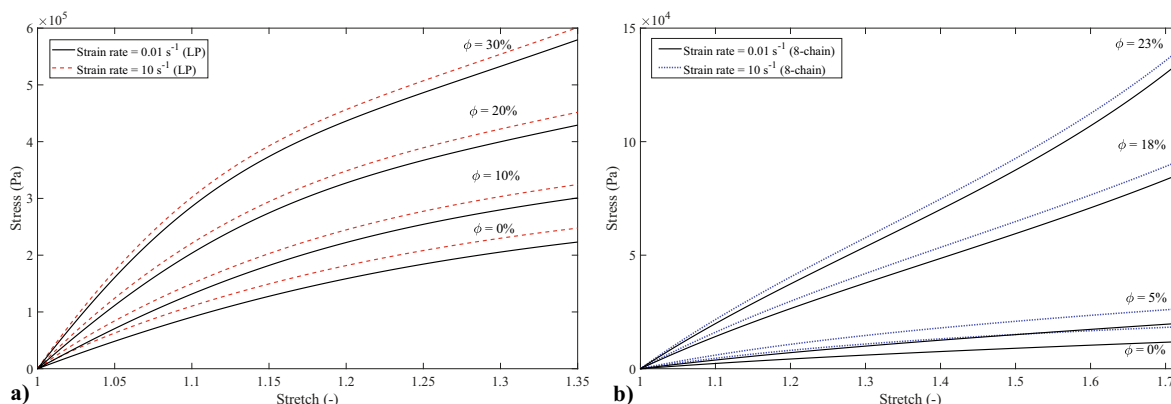 ×10⁵
6
5
4
3
2
1
0
Stress (Pa)
Strain rate = 0.01 s⁻¹ (LP)
Strain rate = 10 s⁻¹ (LP)
ϕ = 30%
ϕ = 20%
ϕ = 10%
ϕ = 0%
1 1.05 1.1 1.15 1.2 1.25 1.3 1.35
Stretch (-)
a)
×10⁴
15
10
5
0
Stress (Pa)
Strain rate = 0.01 s⁻¹ (8-chain)
Strain rate = 10 s⁻¹ (8-chain)
ϕ = 23%
ϕ = 18%
ϕ = 5%
ϕ = 0%
1 1.1 1.2 1.3 1.4 1.5 1.6 1.7
Stretch (-)
b)